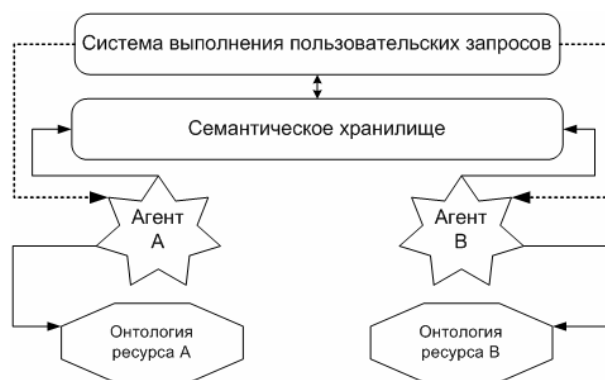 Система выполнения пользовательских запросов
Семантическое хранилище
Агент
А
Агент
В
Онтология
ресурса А
Онтология
ресурса В